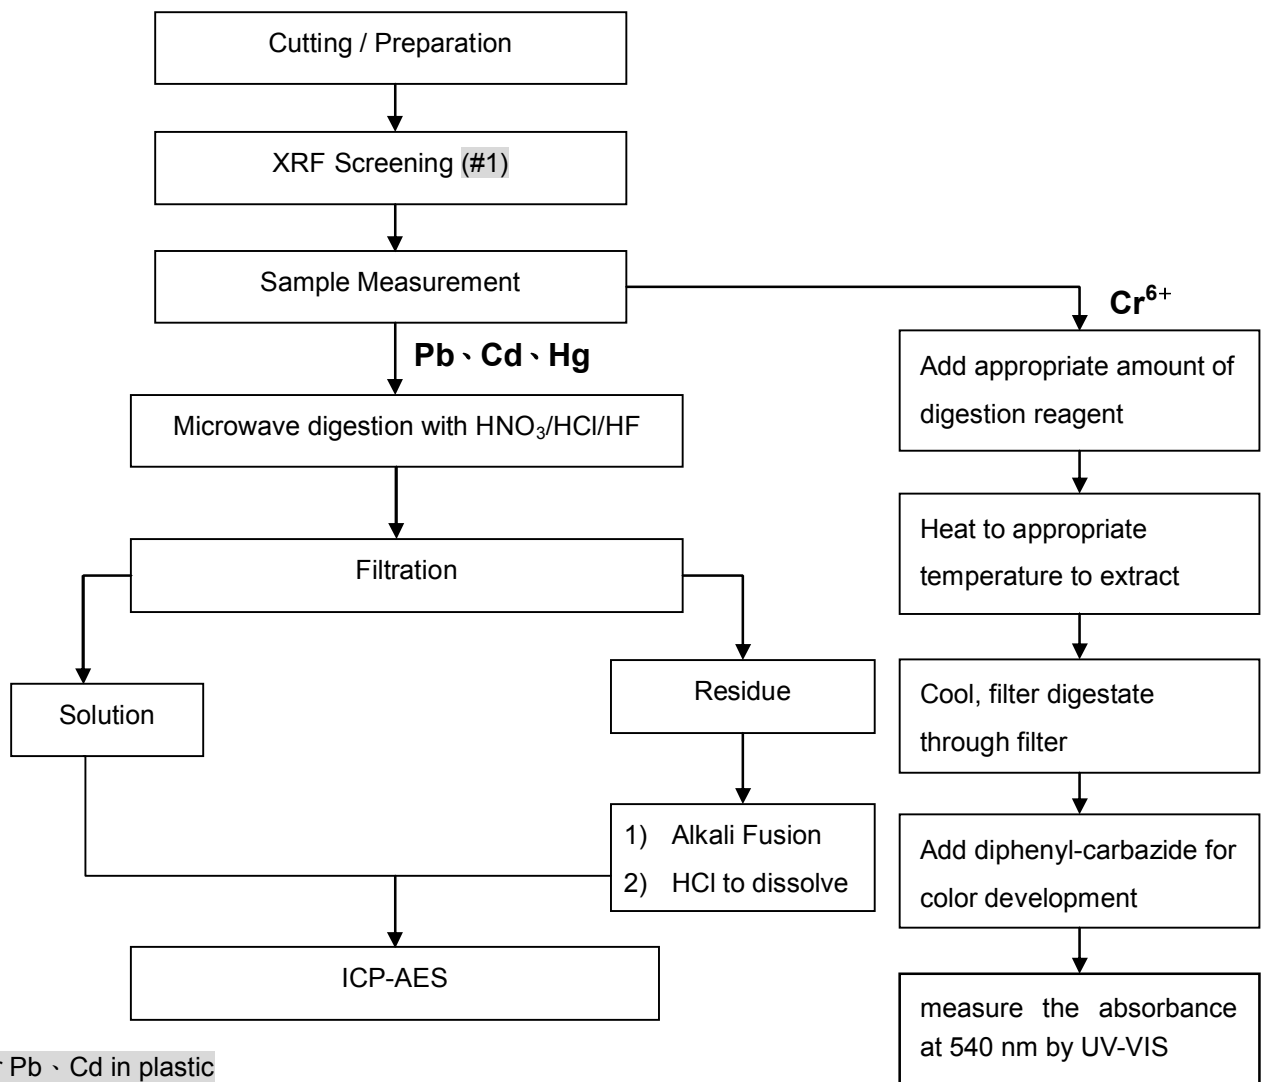 Cutting / Preparation
XRF Screening (#1)
Sample Measurement
Cr⁶⁺
Pb、Cd、Hg
Add appropriate amount of
digestion reagent
Microwave digestion with HNO₃/HCl/HF
Heat to appropriate
temperature to extract
Filtration
Solution
Residue
Cool, filter digestate
through filter
1) Alkali Fusion
2) HCl to dissolve
Add diphenyl-carbazide for
color development
ICP-AES
measure the absorbance
at 540 nm by UV-VIS
Pb、Cd in plastic